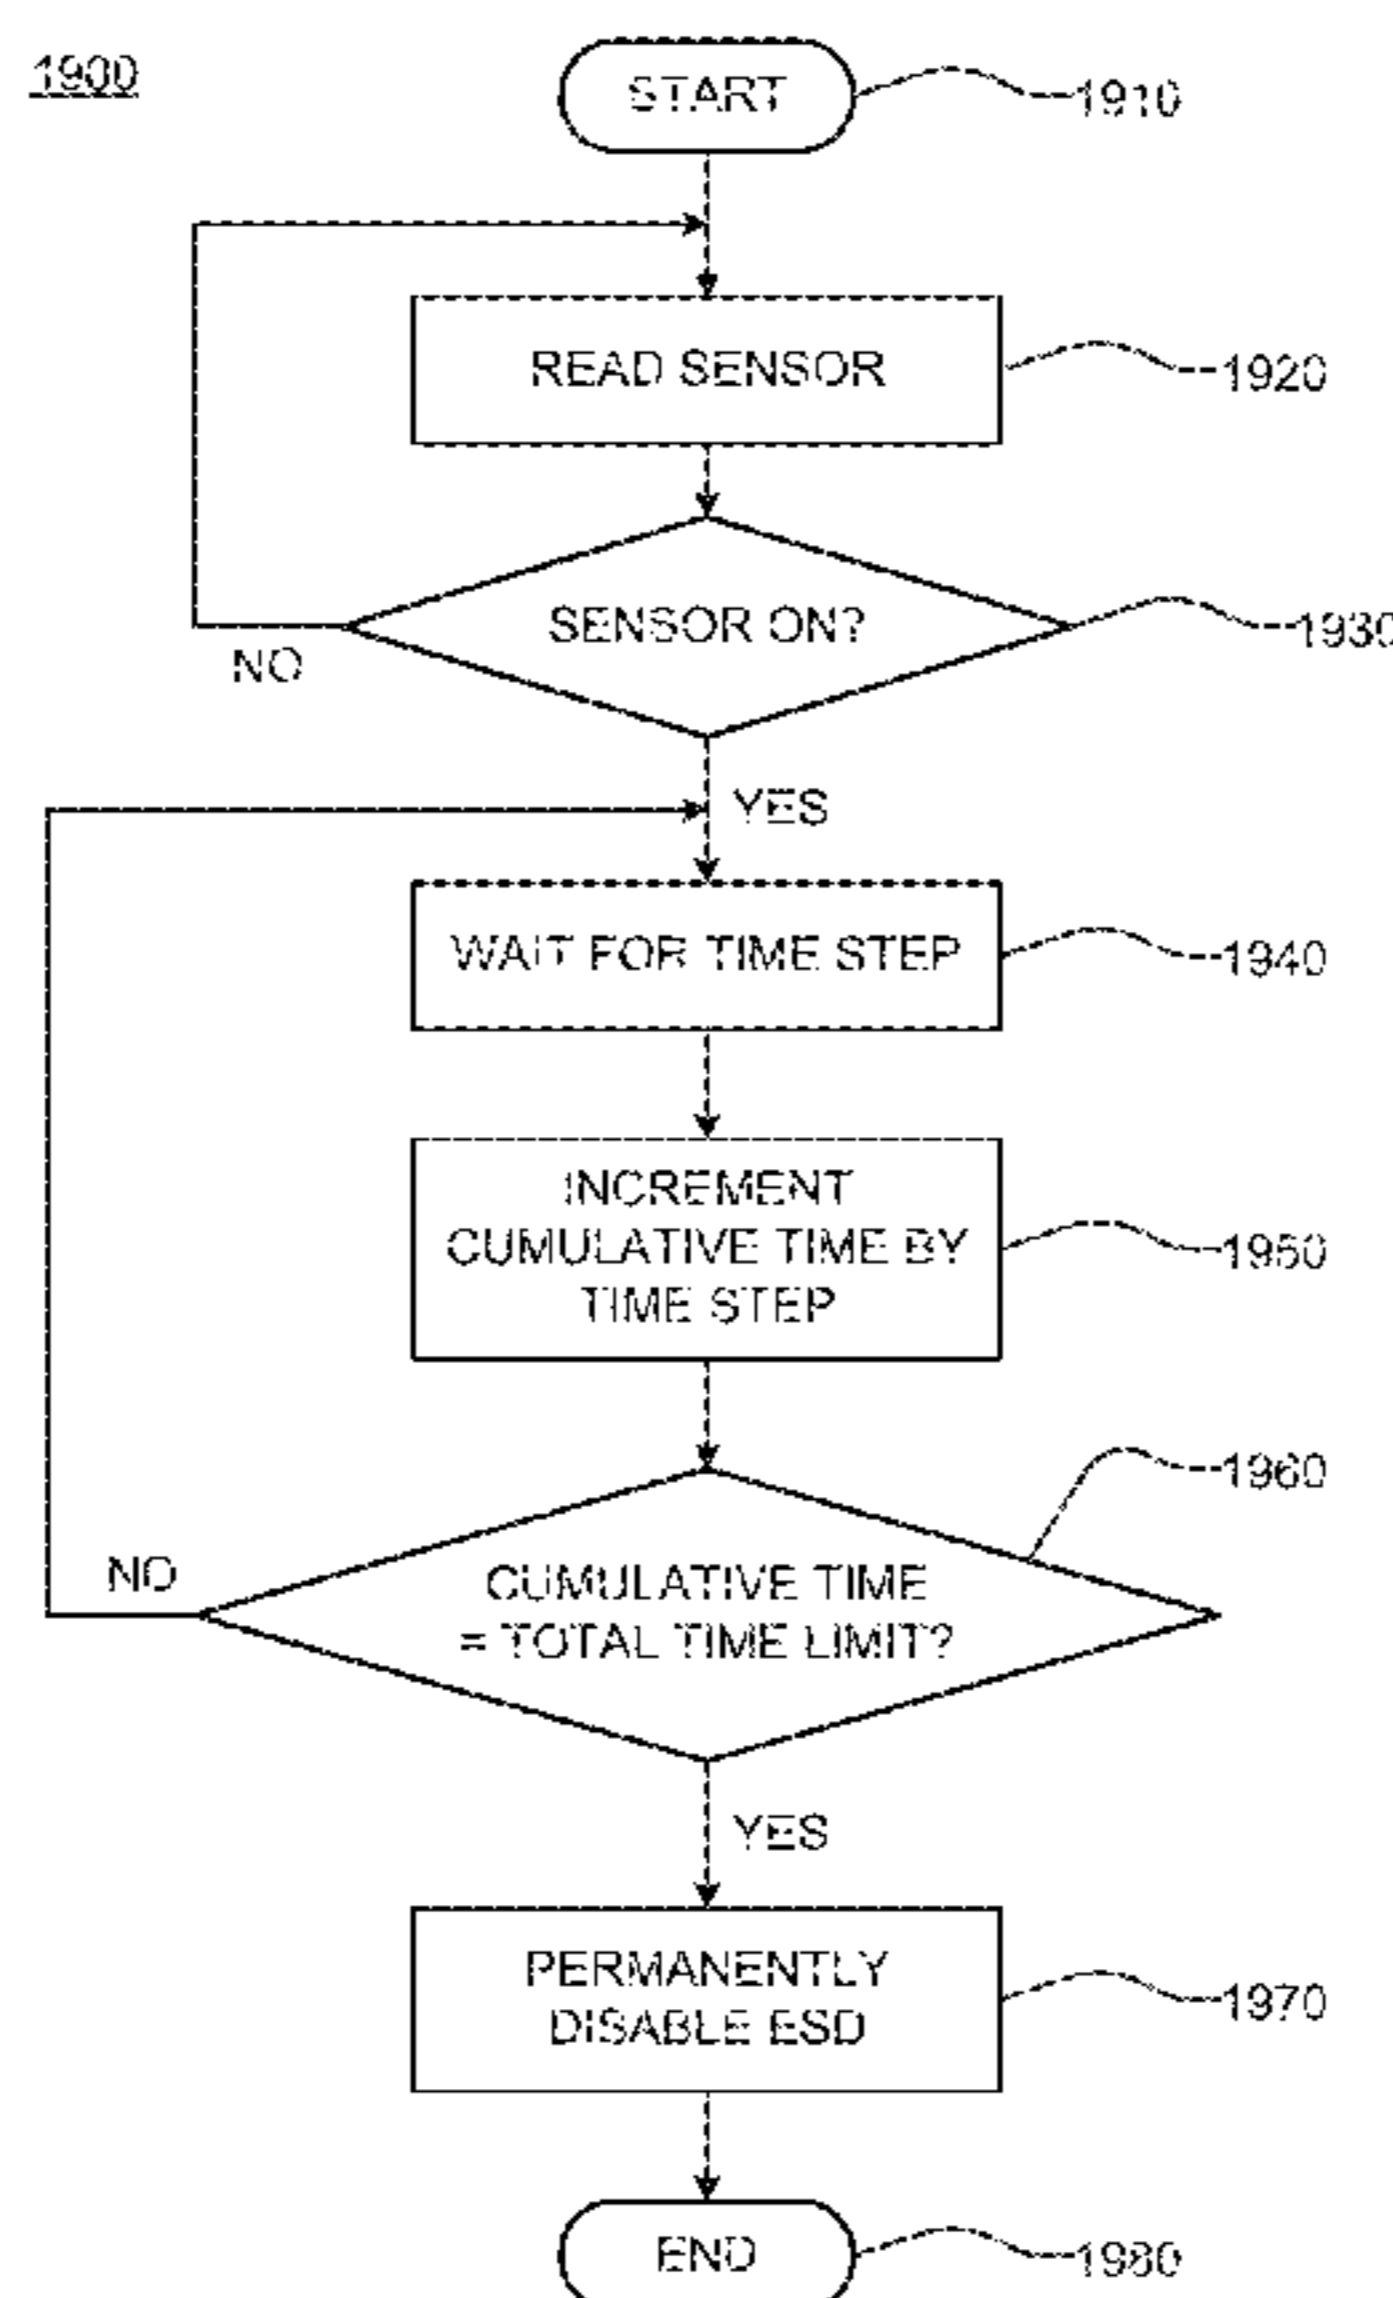 1900
START
1910
READ SENSOR
1920
SENSOR ON?
1930
NO
YES
WAIT FOR TIME STEP
1940
INCREMENT
CUMULATIVE TIME BY
TIME STEP
1950
1960
NO
CUMULATIVE TIME
= TOTAL TIME LIMIT?
YES
PERMANENTLY
DISABLE ESD
1970
END
1980